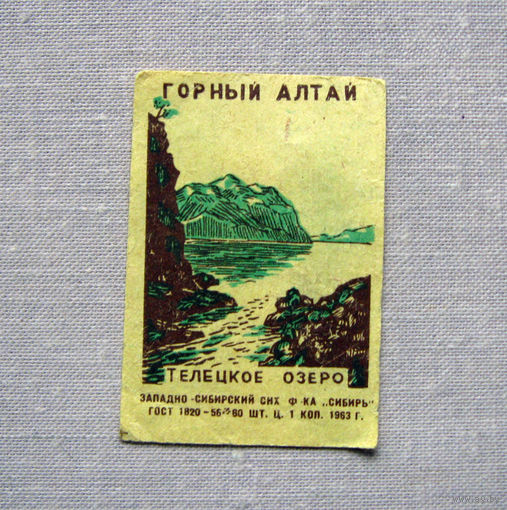 ГОРНЫЙ АЛТАЙ
ТЕЛЕЦКОЕ ОЗЕРО
ЗАПАДНО-СИБИРСКИЙ СНХ Ф-КА „СИБИРЬ"
ГОСТ 1820-56 60 ШТ. Ц. 1 КОП. 1963 Г.